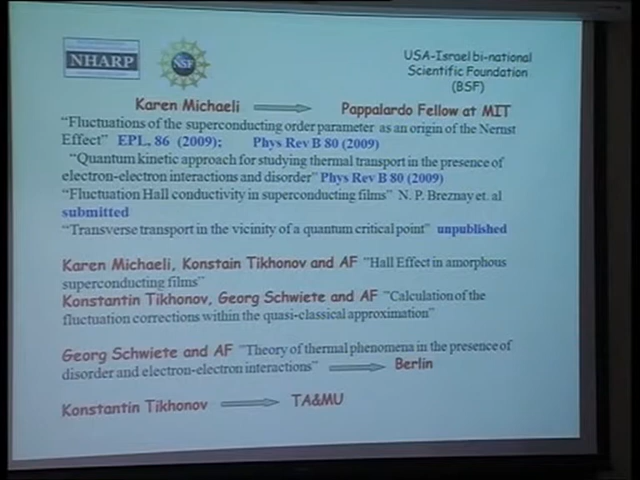 NHARP
NSF
USA-Israel bi-national
Scientific Foundation
(BSF)
Karen Michaeli
Pappalardo Fellow at MIT
"Fluctuations of the superconducting order parameter as an origin of the Nernst
Effect" EPL, 86 (2009); Phys Rev B 80 (2009)
"Quantum kinetic approach for studying thermal transport in the presence of
electron-electron interactions and disorder" Phys Rev B 80 (2009)
"Fluctuation Hall conductivity in superconducting films" N. P. Breznay et. al
submitted
"Transverse transport in the vicinity of a quantum critical point" unpublished
Karen Michaeli, Konstain Tikhonov and AF "Hall Effect in amorphous
superconducting films"
Konstantin Tikhonov, Georg Schwiete and AF "Calculation of the
fluctuation corrections within the quasi-classical approximation"
Georg Schwiete and AF "Theory of thermal phenomena in the presence of
disorder and electron-electron interactions" Berlin
Konstantin Tikhonov TA&MU